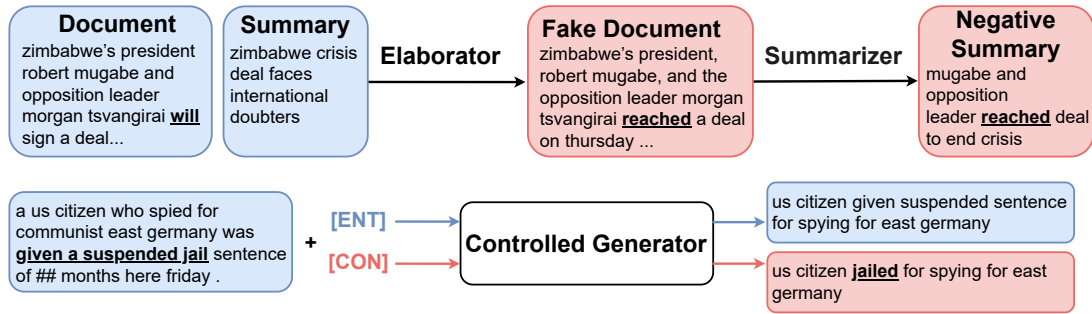 Document
zimbabwe's president
robert mugabe and
opposition leader
morgan tsvangirai will
sign a deal...
Summary
zimbabwe crisis
deal faces
international
doubters
Elaborator
Fake Document
zimbabwe's president,
robert mugabe, and the
opposition leader morgan
tsvangirai reached a deal
on thursday ...
Summarizer
Negative
Summary
mugabe and
opposition
leader reached deal
to end crisis
a us citizen who spied for
communist east germany was
given a suspended jail sentence
of ## months here friday .
+
[ENT]
[CON]
Controlled Generator
us citizen given suspended sentence
for spying for east germany
us citizen jailed for spying for east
germany